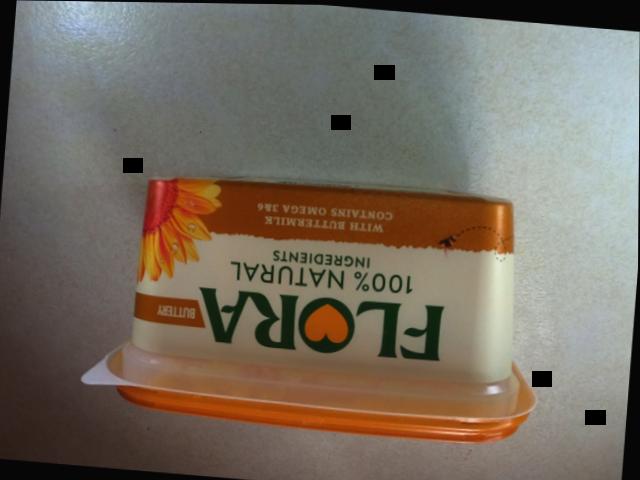 FLORA
BUTTERY
100% NATURAL
INGREDIENTS
WITH BUTTERMILK
CONTAINS OMEGA 3&6